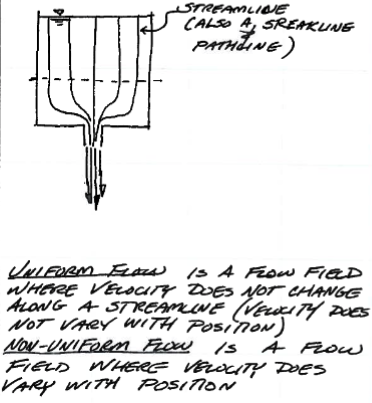 STREAMLINE
(ALSO A, SREAKLINE
PATHLINE)
UNIFORM FLOW IS A FLOW FIELD
WHERE VELOCITY DOES NOT CHANGE
ALONG A STREAMLINE (VELOCITY DOES
NOT VARY WITH POSITION)
NON-UNIFORM FLOW IS A FLOW
FIELD WHERE VELOCITY DOES
VARY WITH POSITION